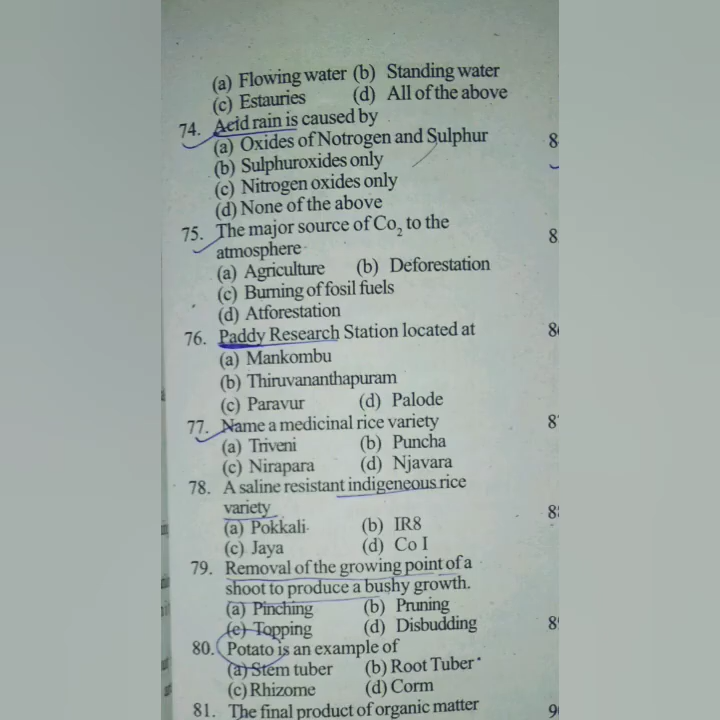 (a) Flowing water (b) Standing water
(c) Estauries (d) All of the above
74. Acid rain is caused by
(a) Oxides of Notrogen and Sulphur
(b) Sulphuroxides only
(c) Nitrogen oxides only
(d) None of the above
75. The major source of Co₂ to the
atmosphere
(a) Agriculture (b) Deforestation
(c) Burning of fosil fuels
(d) Atforestation
76. Paddy Research Station located at
(a) Mankombu
(b) Thiruvananthapuram
(c) Paravur (d) Palode
77. Name a medicinal rice variety
(a) Triveni (b) Puncha
(c) Nirapara (d) Njavara
78. A saline resistant indigeneous rice
variety
(a) Pokkali (b) IR8
(c) Jaya (d) Co I
79. Removal of the growing point of a
shoot to produce a bushy growth.
(a) Pinching (b) Pruning
(c) Topping (d) Disbudding
80. Potato is an example of
(a) Stem tuber (b) Root Tuber
(c) Rhizome (d) Corm
81. The final product of organic matter